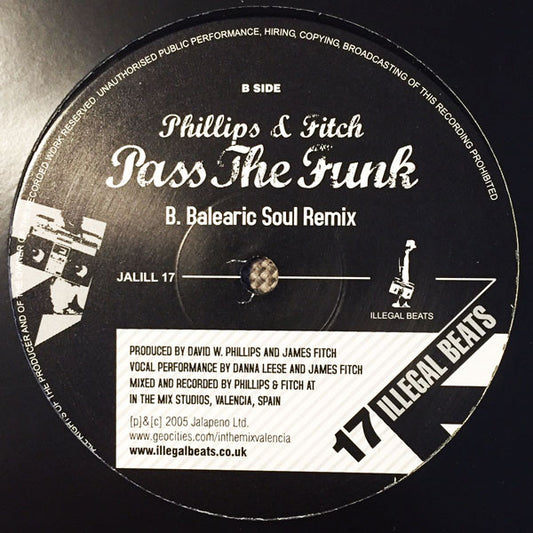 ALL RIGHTS OF THE PRODUCER AND OF THE OWNER OF THE RECORDED WORK RESERVED. UNAUTHORISED PUBLIC PERFORMANCE, HIRING, COPYING, BROADCASTING OF THIS RECORDING PROHIBITED
B SIDE
Phillips & Fitch
Pass The Funk
B. Balearic Soul Remix
JALILL 17
ILLEGAL BEATS
PRODUCED BY DAVID W. PHILLIPS AND JAMES FITCH
VOCAL PERFORMANCE BY DANNA LEESE AND JAMES FITCH
MIXED AND RECORDED BY PHILLIPS & FITCH AT
IN THE MIX STUDIOS, VALENCIA, SPAIN
[p]&[c] 2005 Jalapeno Ltd.
www.geocities.com/inthemixvalencia
www.illegalbeats.co.uk
17 ILLEGAL BEATS